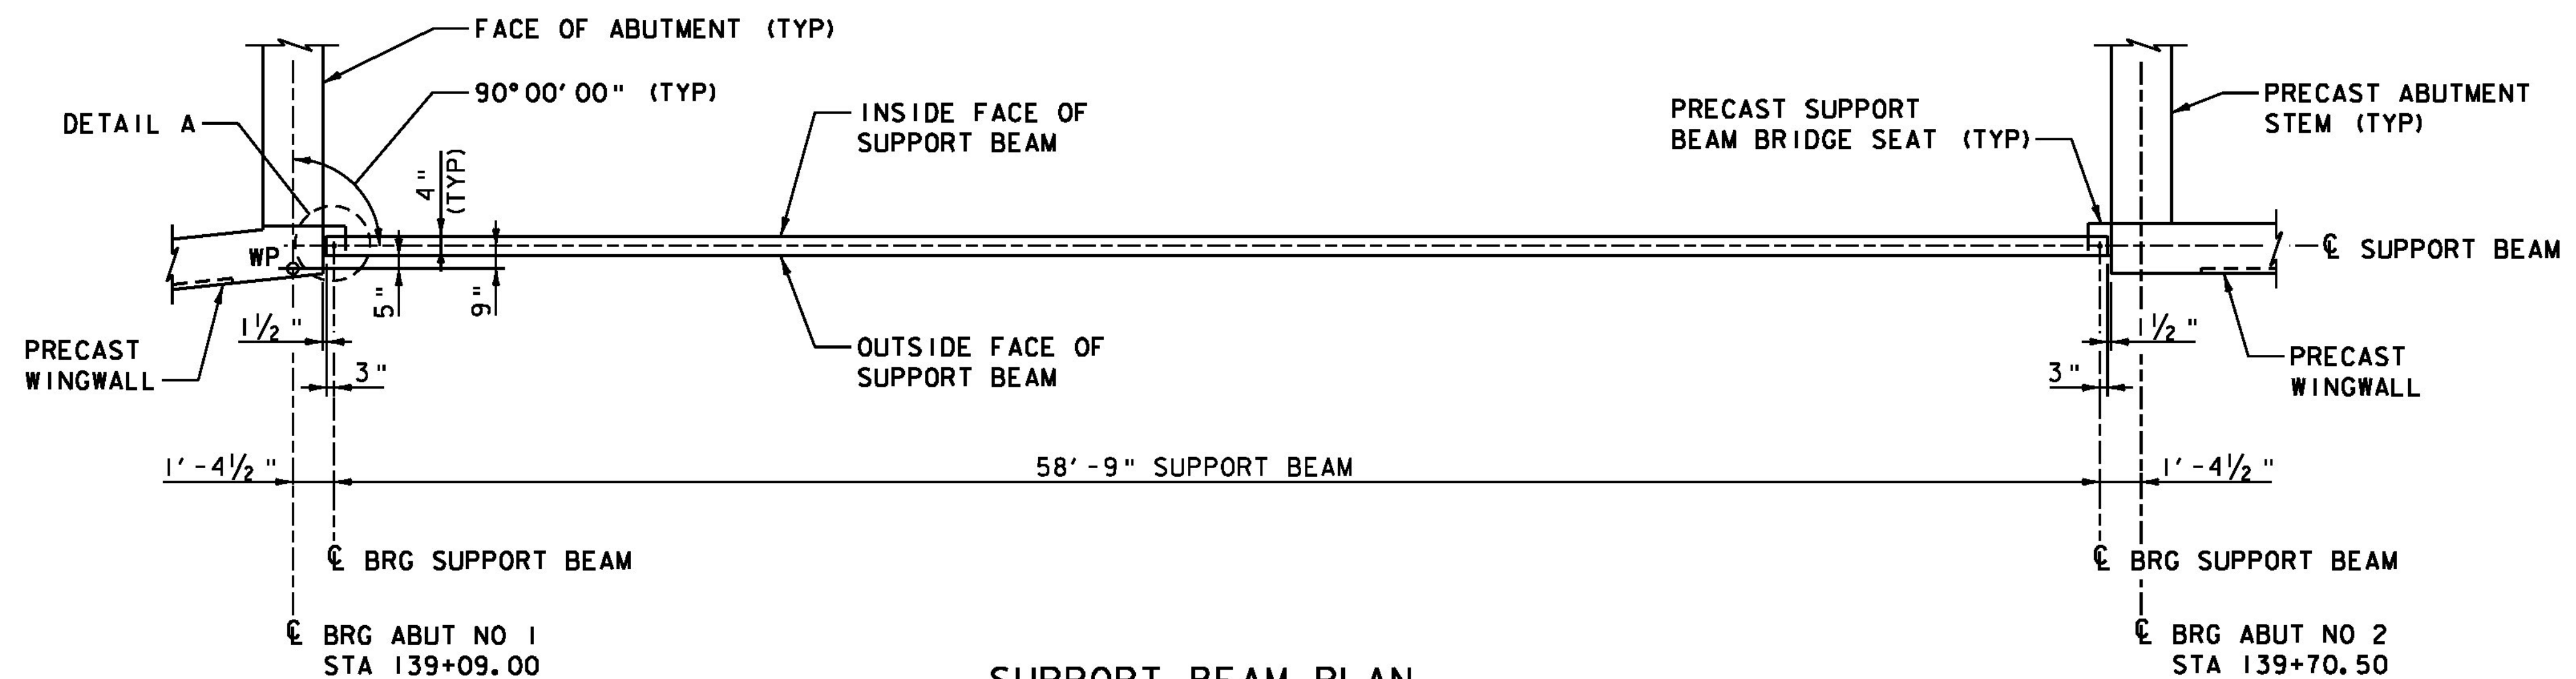 FACE OF ABUTMENT (TYP)
90°00'00" (TYP)
DETAIL A
INSIDE FACE OF
SUPPORT BEAM
PRECAST SUPPORT
BEAM BRIDGE SEAT (TYP)
PRECAST ABUTMENT
STEM (TYP)
4"
(TYP)
WP
℄ SUPPORT BEAM
5"
9"
1½"
PRECAST
WINGWALL
3"
OUTSIDE FACE OF
SUPPORT BEAM
1½"
3"
PRECAST
WINGWALL
1'-4½"
58'-9" SUPPORT BEAM
1'-4½"
℄ BRG SUPPORT BEAM
℄ BRG SUPPORT BEAM
℄ BRG ABUT NO 1
STA 139+09.00
℄ BRG ABUT NO 2
STA 139+70.50
SUPPORT BEAM PLAN